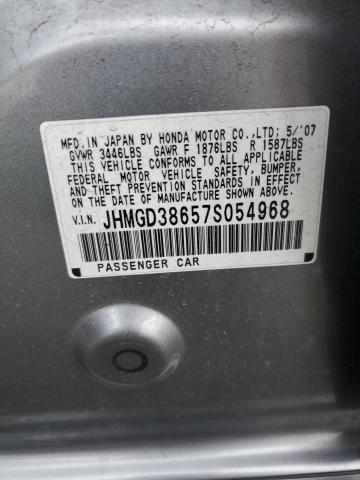 MFD. IN JAPAN BY HONDA MOTOR CO., LTD; 5/'07
GVWR 3446LBS GAWR F 1876LBS R 1587LBS
THIS VEHICLE CONFORMS TO ALL APPLICABLE
FEDERAL MOTOR VEHICLE SAFETY, BUMPER,
AND THEFT PREVENTION STANDARDS IN
EFFECT ON THE DATE OF MANUFACTURE
SHOWN ABOVE.
V.I.N. JHMGD38657S054968
PASSENGER CAR